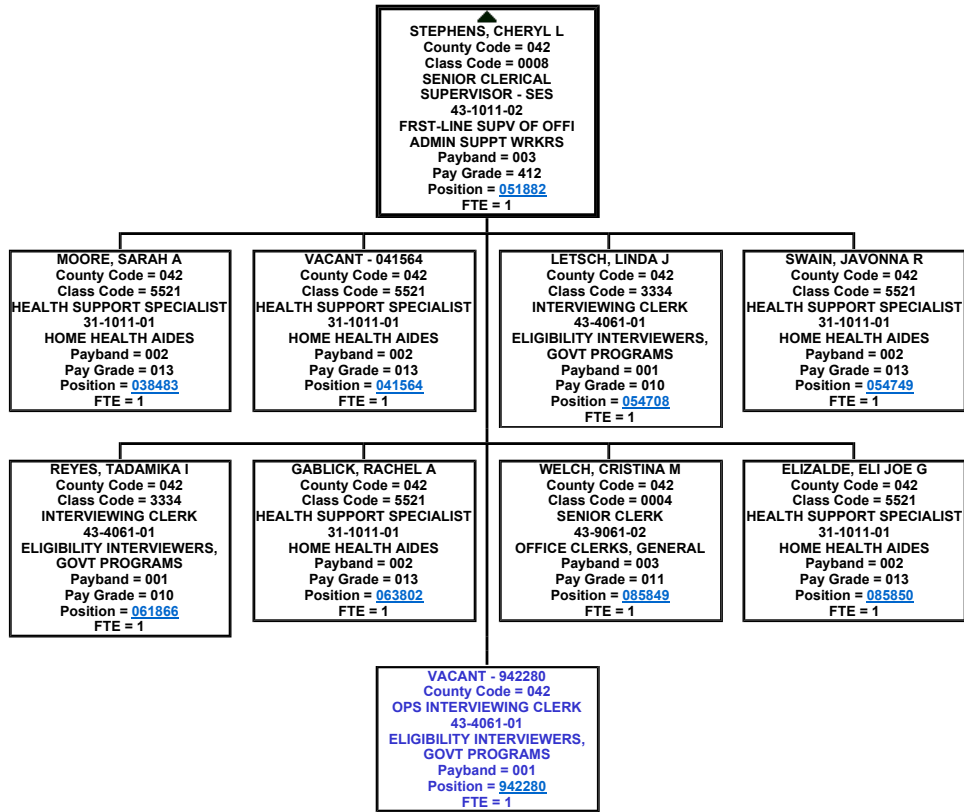 STEPHENS, CHERYL L
County Code = 042
Class Code = 0008
SENIOR CLERICAL
SUPERVISOR - SES
43-1011-02
FRST-LINE SUPV OF OFFI
ADMIN SUPPT WRKRS
Payband = 003
Pay Grade = 412
Position = 051882
FTE = 1
MOORE, SARAH A
County Code = 042
Class Code = 5521
HEALTH SUPPORT SPECIALIST
31-1011-01
HOME HEALTH AIDES
Payband = 002
Pay Grade = 013
Position = 038483
FTE = 1
VACANT - 041564
County Code = 042
Class Code = 5521
HEALTH SUPPORT SPECIALIST
31-1011-01
HOME HEALTH AIDES
Payband = 002
Pay Grade = 013
Position = 041564
FTE = 1
LETSCH, LINDA J
County Code = 042
Class Code = 3334
INTERVIEWING CLERK
43-4061-01
ELIGIBILITY INTERVIEWERS,
GOVT PROGRAMS
Payband = 001
Pay Grade = 010
Position = 054708
FTE = 1
SWAIN, JAVONNA R
County Code = 042
Class Code = 5521
HEALTH SUPPORT SPECIALIST
31-1011-01
HOME HEALTH AIDES
Payband = 002
Pay Grade = 013
Position = 054749
FTE = 1
REYES, TADAMIKA I
County Code = 042
Class Code = 3334
INTERVIEWING CLERK
43-4061-01
ELIGIBILITY INTERVIEWERS,
GOVT PROGRAMS
Payband = 001
Pay Grade = 010
Position = 061866
FTE = 1
GABLICK, RACHEL A
County Code = 042
Class Code = 5521
HEALTH SUPPORT SPECIALIST
31-1011-01
HOME HEALTH AIDES
Payband = 002
Pay Grade = 013
Position = 063802
FTE = 1
WELCH, CRISTINA M
County Code = 042
Class Code = 0004
SENIOR CLERK
43-9061-02
OFFICE CLERKS, GENERAL
Payband = 003
Pay Grade = 011
Position = 085849
FTE = 1
ELIZALDE, ELI JOE G
County Code = 042
Class Code = 5521
HEALTH SUPPORT SPECIALIST
31-1011-01
HOME HEALTH AIDES
Payband = 002
Pay Grade = 013
Position = 085850
FTE = 1
VACANT - 942280
County Code = 042
OPS INTERVIEWING CLERK
43-4061-01
ELIGIBILITY INTERVIEWERS,
GOVT PROGRAMS
Payband = 001
Position = 942280
FTE = 1